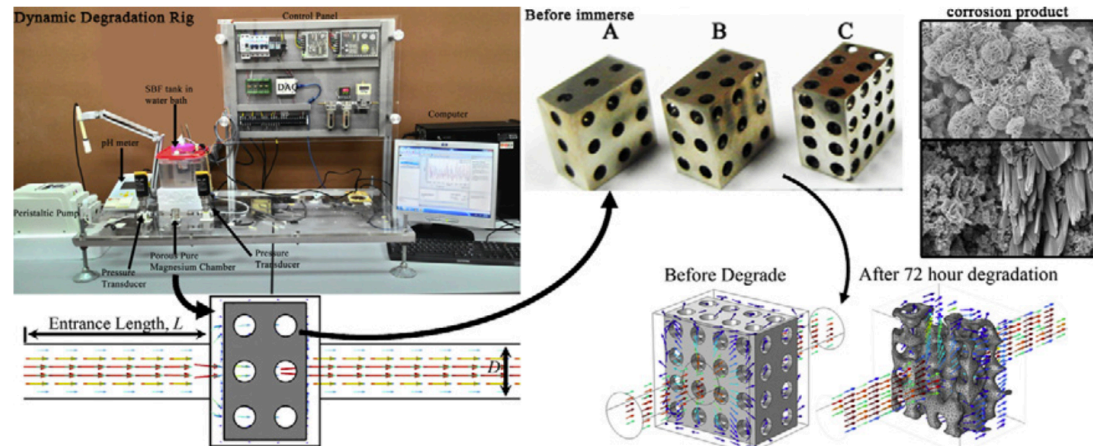 Dynamic Degradation Rig
Control Panel
SBF tank in
water bath
DAQ
Computer
pH meter
Peristaltic Pump
Pressure
Transducer
Porous Pure
Magnesium Chamber
Pressure
Transducer
Entrance Length, L
D
Before immerse
A
B
C
corrosion product
Before Degrade
After 72 hour degradation